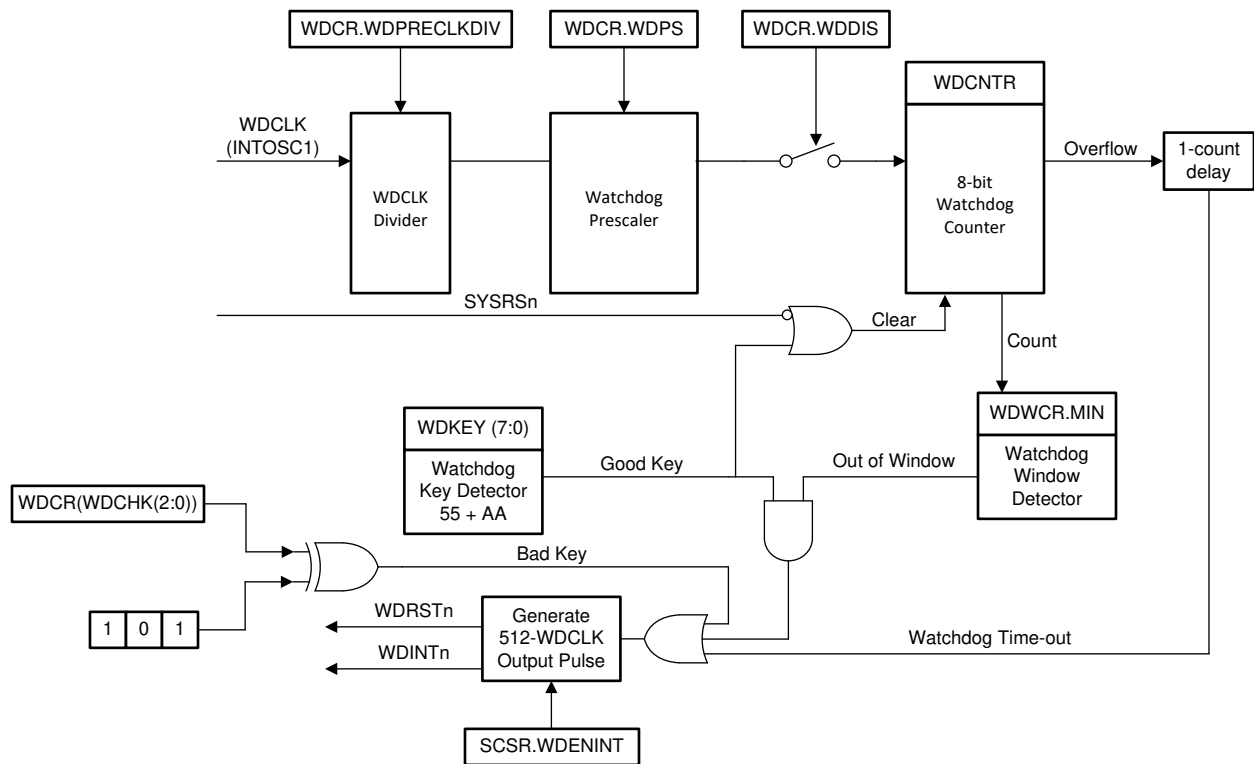 WDCR.WDPRECLKDIV
WDCR.WDPS
WDCR.WDDIS
WDCNTR
WDCLK
(INTOSC1)
WDCLK
Divider
Watchdog
Prescaler
8-bit
Watchdog
Counter
Overflow
1-count
delay
SYSRSn
Clear
Count
WDKEY (7:0)
Watchdog
Key Detector
55 + AA
Good Key
Out of Window
WDWCR.MIN
Watchdog
Window
Detector
WDCR(WDCHK(2:0))
Bad Key
1 0 1
WDRSTn
WDINTn
Generate
512-WDCLK
Output Pulse
Watchdog Time-out
SCSR.WDENINT